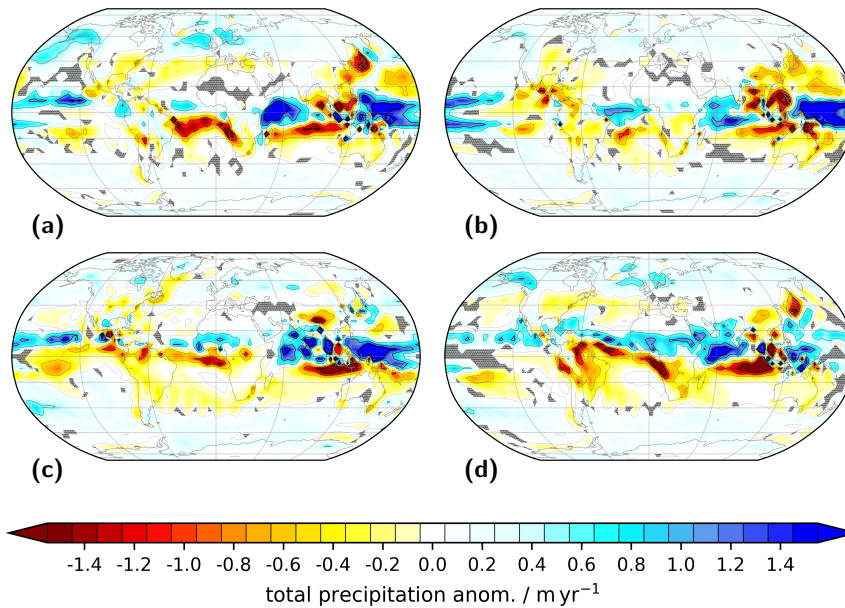 (a)
(b)
(c)
(d)
-1.4 -1.2 -1.0 -0.8 -0.6 -0.4 -0.2 0.0 0.2 0.4 0.6 0.8 1.0 1.2 1.4
total precipitation anom. / m yr⁻¹